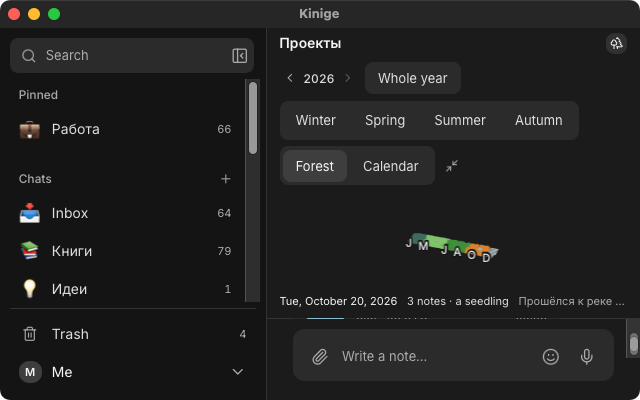 Kinige
Search
Pinned
Работа 66
Chats
Inbox 64
Книги 79
Идеи 1
Trash 4
M Me
Проекты
2026 Whole year
Winter Spring Summer Autumn
Forest Calendar
J M J A O D
Tue, October 20, 2026 3 notes · a seedling Прошёлся к реке ...
Write a note...